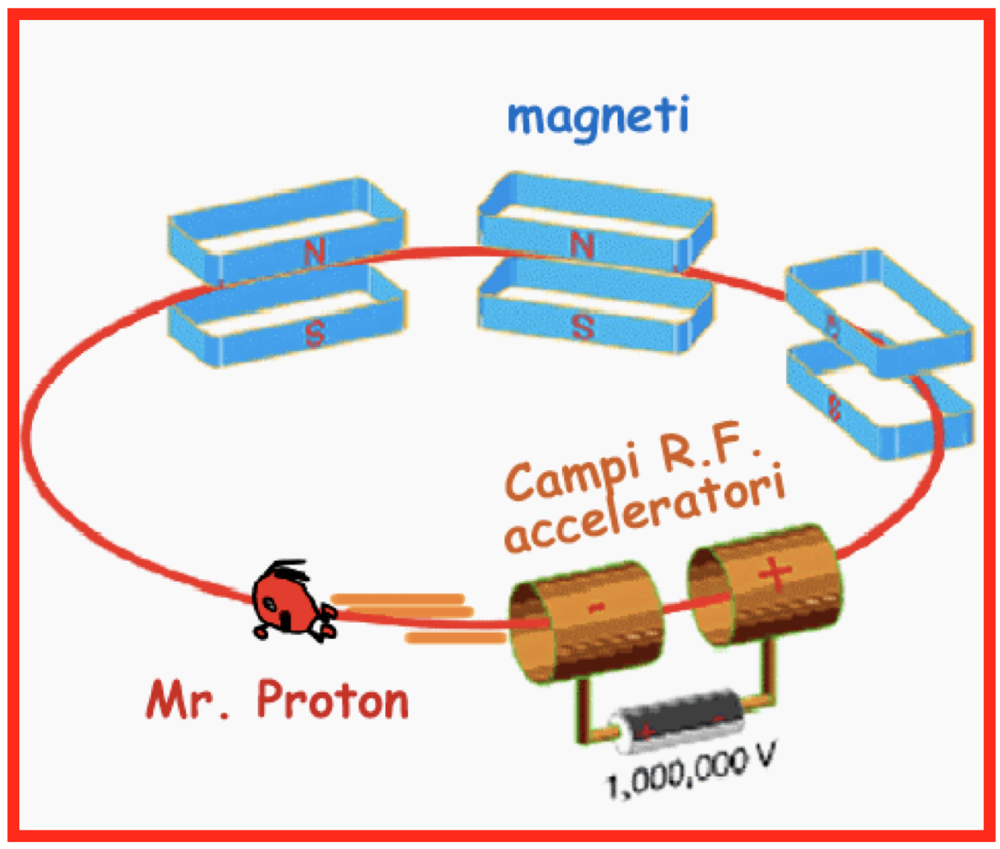 magneti
N
N
S
S
S
Campi R.F.
acceleratori
-
+
Mr. Proton
+ -
1,000,000 V